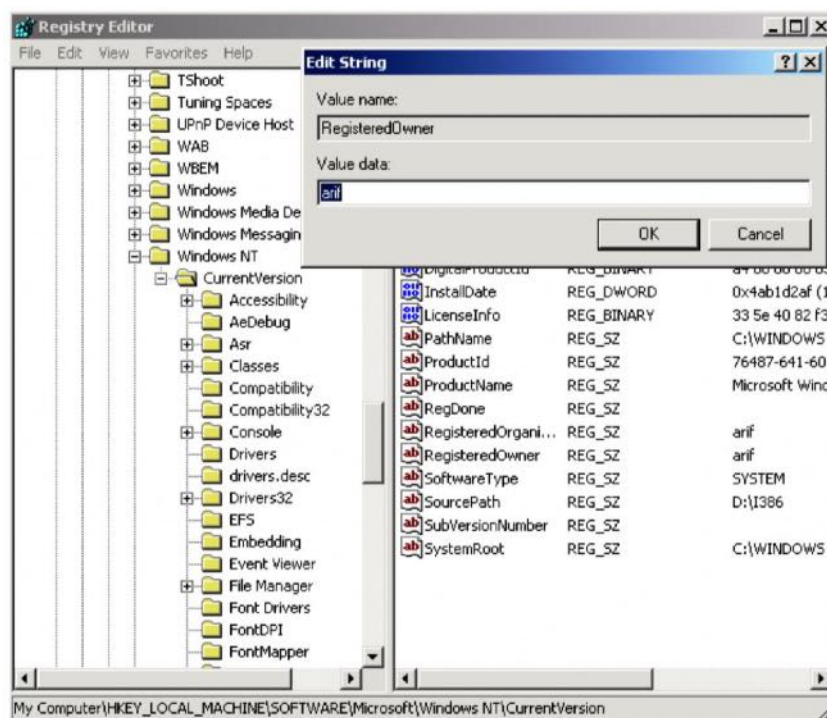 Registry Editor
File Edit View Favorites Help
Edit String
Value name:
RegisteredOwner
Value data:
arif
OK Cancel
TShoot
Tuning Spaces
UPnP Device Host
WAB
WBEM
Windows
Windows Media De
Windows Messagin
Windows NT
CurrentVersion
Accessibility
AeDebug
Asr
Classes
Compatibility
Compatibility32
Console
Drivers
drivers.desc
Drivers32
EFS
Embedding
Event Viewer
File Manager
Font Drivers
FontDPI
FontMapper
DigitalProductId REG_BINARY
InstallDate REG_DWORD 0x4ab1d2af (1
LicenseInfo REG_BINARY 33 5e 40 82 f3
PathName REG_SZ C:\WINDOWS
ProductId REG_SZ 76487-641-60
ProductName REG_SZ Microsoft Winc
RegDone REG_SZ
RegisteredOrgani... REG_SZ arif
RegisteredOwner REG_SZ arif
SoftwareType REG_SZ SYSTEM
SourcePath REG_SZ D:\I386
SubVersionNumber REG_SZ
SystemRoot REG_SZ C:\WINDOWS
My Computer\HKEY_LOCAL_MACHINE\SOFTWARE\Microsoft\Windows NT\CurrentVersion